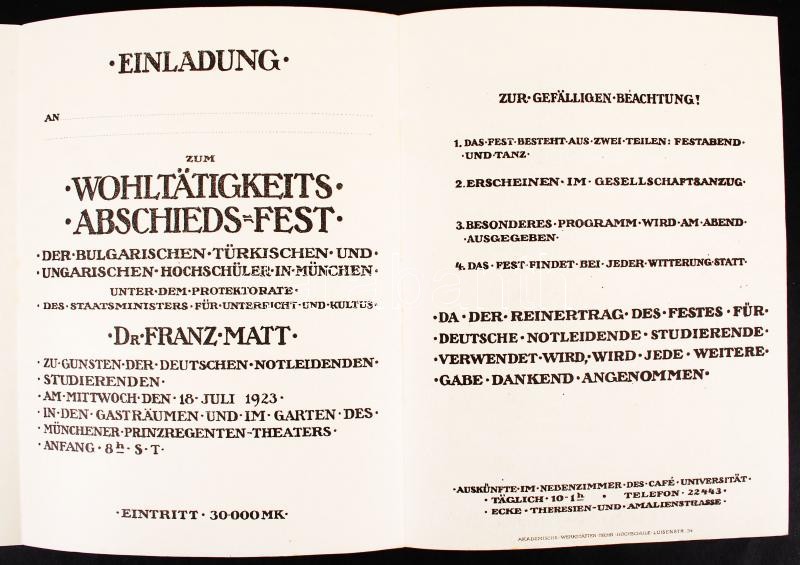 ·EINLADUNG·
AN
ZUM
·WOHLTÄTIGKEITS·
·ABSCHIEDS=FEST·
·DER·BULGARISCHEN·TÜRKISCHEN·UND·
·UNGARISCHEN·HOCHSCHÜLER·IN·MÜNCHEN·
UNTER·DEM·PROTEKTORATE·
·DES·STAATSMINISTERS·FÜR·UNTERRICHT·UND·KULTUS·
·DR·FRANZ·MATT·
·ZU·GUNSTEN·DER·DEUTSCHEN·NOTLEIDENDEN·
·STUDIERENDEN·
·AM·MITTWOCH·DEN·18·JULI 1923·
·IN·DEN·GASTRÄUMEN·UND·IM·GARTEN·DES·
·MÜNCHENER·PRINZREGENTEN=THEATERS·
·ANFANG·8h·S·T·
·EINTRITT·30·000MK·
ZUR·GEFÄLLIGEN·BEACHTUNG!
1. DAS·FEST·BESTEHT·AUS·ZWEI·TEILEN: FESTABEND·
·UND·TANZ·
2. ERSCHEINEN·IM·GESELLSCHAFTSANZUG·
3. BESONDERES·PROGRAMM·WIRD·AM·ABEND·
·AUSGEGEBEN·
4. DAS·FEST·FINDET·BEI·JEDER·WITTERUNG·STATT·
·DA·DER·REINERTRAG·DES·FESTES·FÜR·
·DEUTSCHE·NOTLEIDENDE·STUDIERENDE·
·VERWENDET·WIRD,·WIRD·JEDE·WEITERE·
·GABE·DANKEND·ANGENOMMEN·
·AUSKÜNFTE·IM·NEBENZIMMER·DES·CAFÉ·UNIVERSITÄT·
·TÄGLICH·10-1h · TELEFON·22443·
·ECKE·THERESIEN=UND·AMALIENSTRASSE·
AKADEMISCHE·WERKSTÄTTEN·TECHN·HOCHSCHULE·LUISENSTR.